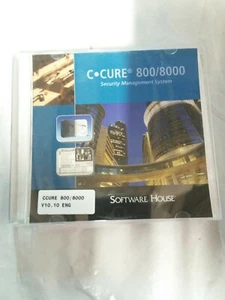 C•CURE® 800/8000
Security Management System
CCURE 800/8000
V10.10 ENG
SOFTWARE HOUSE